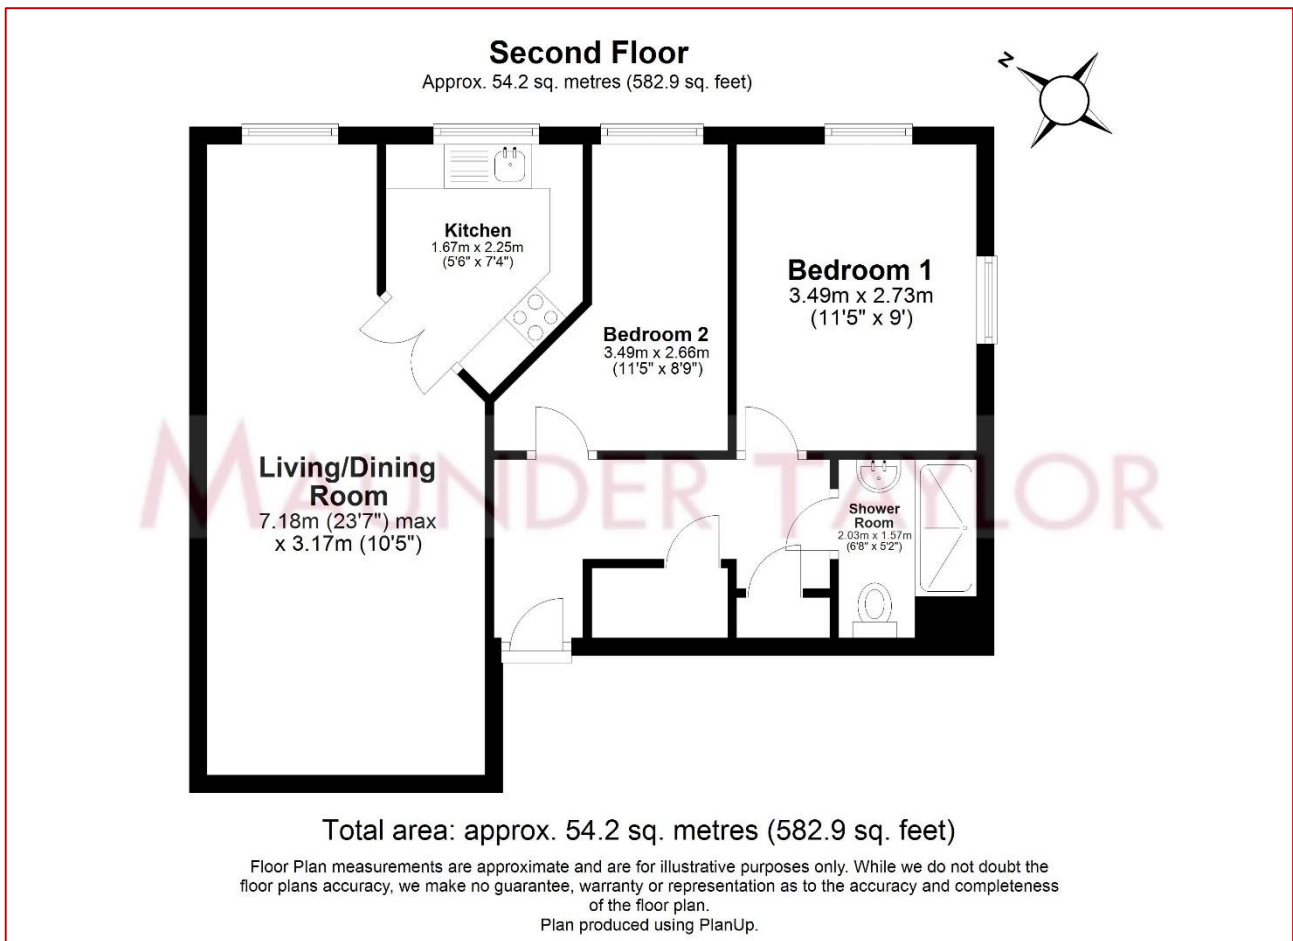 Second Floor
Approx. 54.2 sq. metres (582.9 sq. feet)
N
Kitchen
1.67m x 2.25m
(5'6" x 7'4")
Bedroom 1
3.49m x 2.73m
(11'5" x 9')
Bedroom 2
3.49m x 2.66m
(11'5" x 8'9")
MAUNDER TAYLOR
Living/Dining
Room
7.18m (23'7") max
x 3.17m (10'5")
Shower
Room
2.03m x 1.57m
(6'8" x 5'2")
Total area: approx. 54.2 sq. metres (582.9 sq. feet)
Floor Plan measurements are approximate and are for illustrative purposes only. While we do not doubt the
floor plans accuracy, we make no guarantee, warranty or representation as to the accuracy and completeness
of the floor plan.
Plan produced using PlanUp.